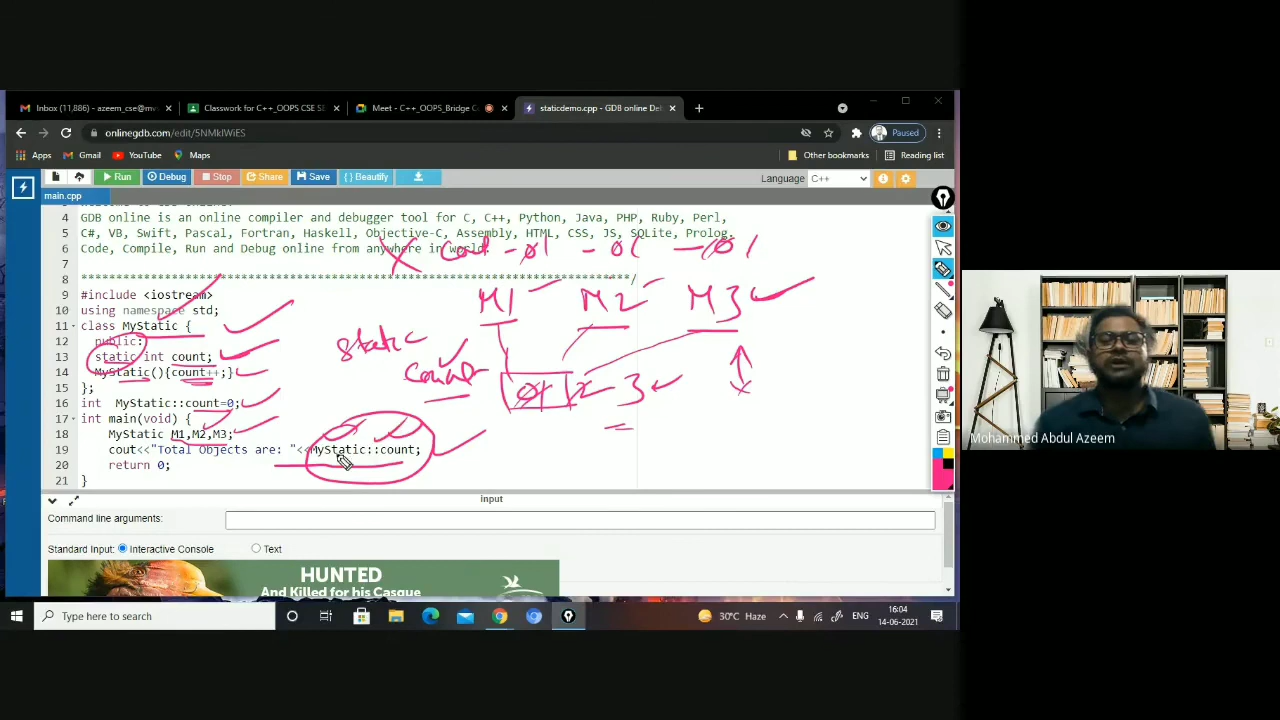 Inbox (11,886) - azeem_cse@mv
Classwork for C++_OOPS CSE SE
Meet - C++_OOPS_Bridge C
staticdemo.cpp - GDB online De
onlinegdb.com/edit/5NMkIWiES
Paused
Apps
Gmail
YouTube
Maps
Other bookmarks
Reading list
Run
Debug
Stop
Share
Save
{ } Beautify
Language
C++
main.cpp
4 GDB online is an online compiler and debugger tool for C, C++, Python, Java, PHP, Ruby, Perl,
5 C#, VB, Swift, Pascal, Fortran, Haskell, Objective-C, Assembly, HTML, CSS, JS, SQLite, Prolog.
6 Code, Compile, Run and Debug online from anywhere in world.
7
8 *******************************************************************************/
9 #include <iostream>
10 using namespace std;
11 class MyStatic {
12 public:
13 static int count;
14 MyStatic(){count++;}
15 };
16 int MyStatic::count=0;
17 int main(void) {
18 MyStatic M1,M2,M3;
19 cout<<"Total Objects are: "<<MyStatic::count;
20 return 0;
21 }
M1 M2 M3
static
count
2 3
input
Command line arguments:
Standard Input:
Interactive Console
Text
HUNTED
And Killed for his Casque
Mohammed Abdul Azeem
Type here to search
30°C Haze
ENG
16:04
14-06-2021